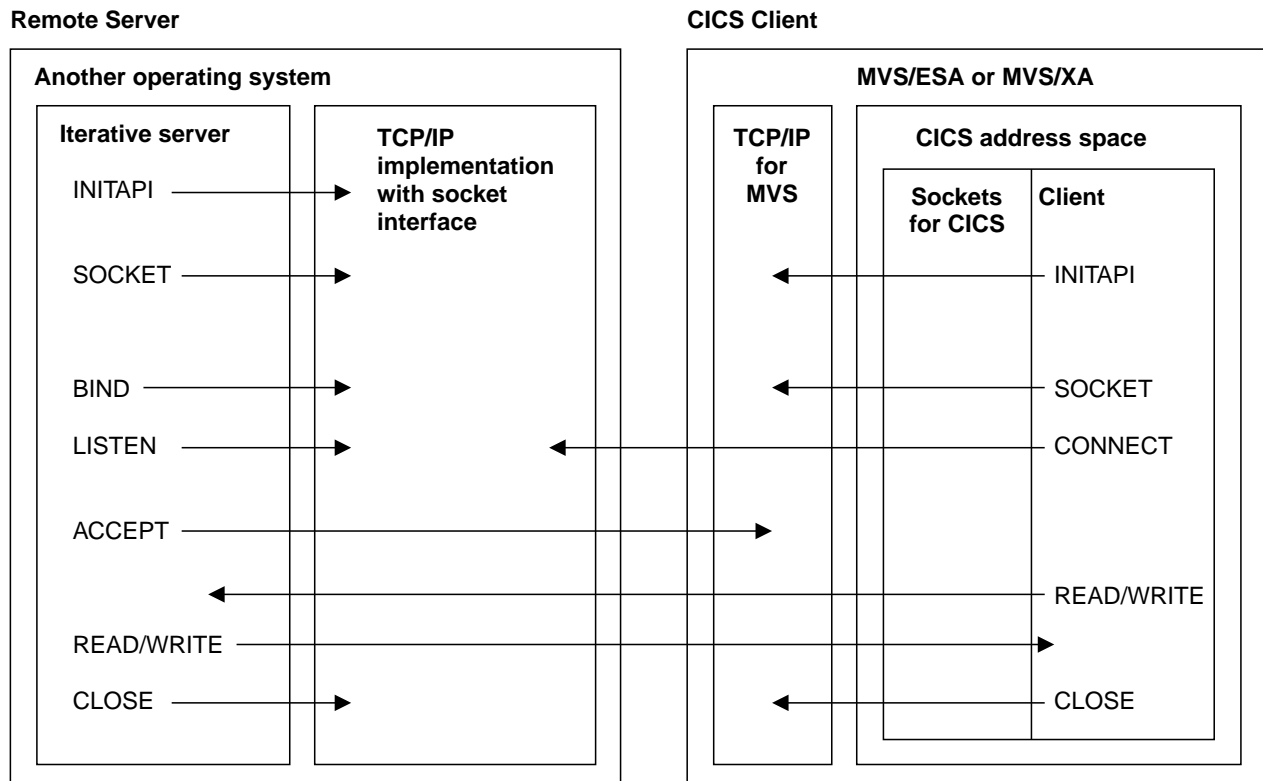 Remote Server
Another operating system
Iterative server
INITAPI
SOCKET
BIND
LISTEN
ACCEPT
READ/WRITE
CLOSE
TCP/IP
implementation
with socket
interface
CICS Client
MVS/ESA or MVS/XA
TCP/IP
for
MVS
CICS address space
Sockets
for CICS
Client
INITAPI
SOCKET
CONNECT
READ/WRITE
CLOSE